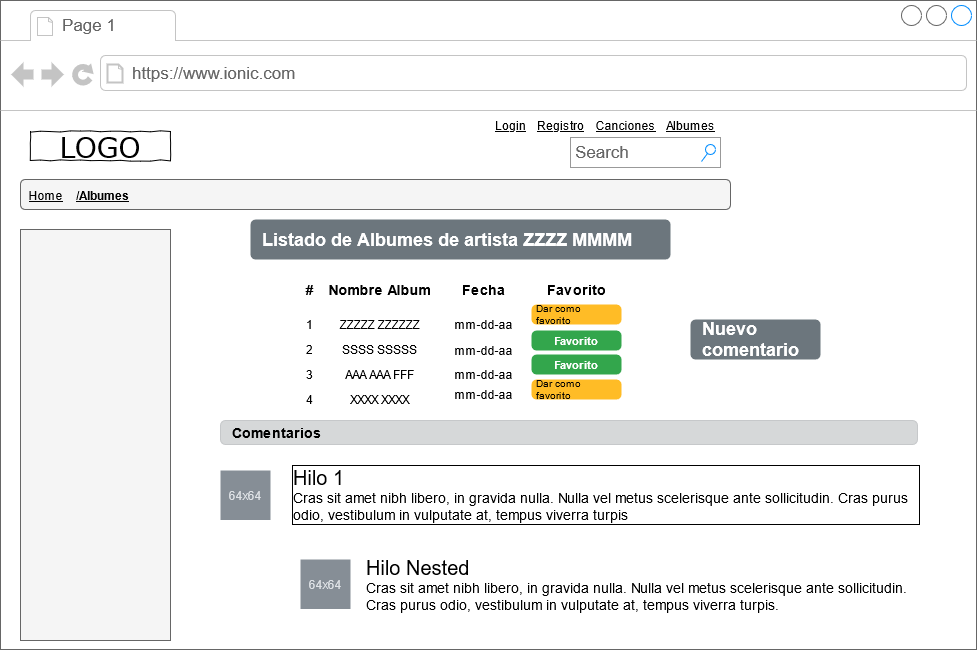 Page 1
https://www.ionic.com
Login Registro Canciones Albumes
LOGO
Search
Home /Albumes
Listado de Albumes de artista ZZZZ MMMM
# Nombre Album Fecha Favorito
1 ZZZZZ ZZZZZZ mm-dd-aa Dar como
favorito
2 SSSS SSSSS mm-dd-aa Favorito
3 AAA AAA FFF mm-dd-aa Favorito
4 XXXX XXXX mm-dd-aa Dar como
favorito
Nuevo
comentario
Comentarios
64x64
Hilo 1
Cras sit amet nibh libero, in gravida nulla. Nulla vel metus scelerisque ante sollicitudin. Cras purus
odio, vestibulum in vulputate at, tempus viverra turpis
64x64
Hilo Nested
Cras sit amet nibh libero, in gravida nulla. Nulla vel metus scelerisque ante sollicitudin.
Cras purus odio, vestibulum in vulputate at, tempus viverra turpis.